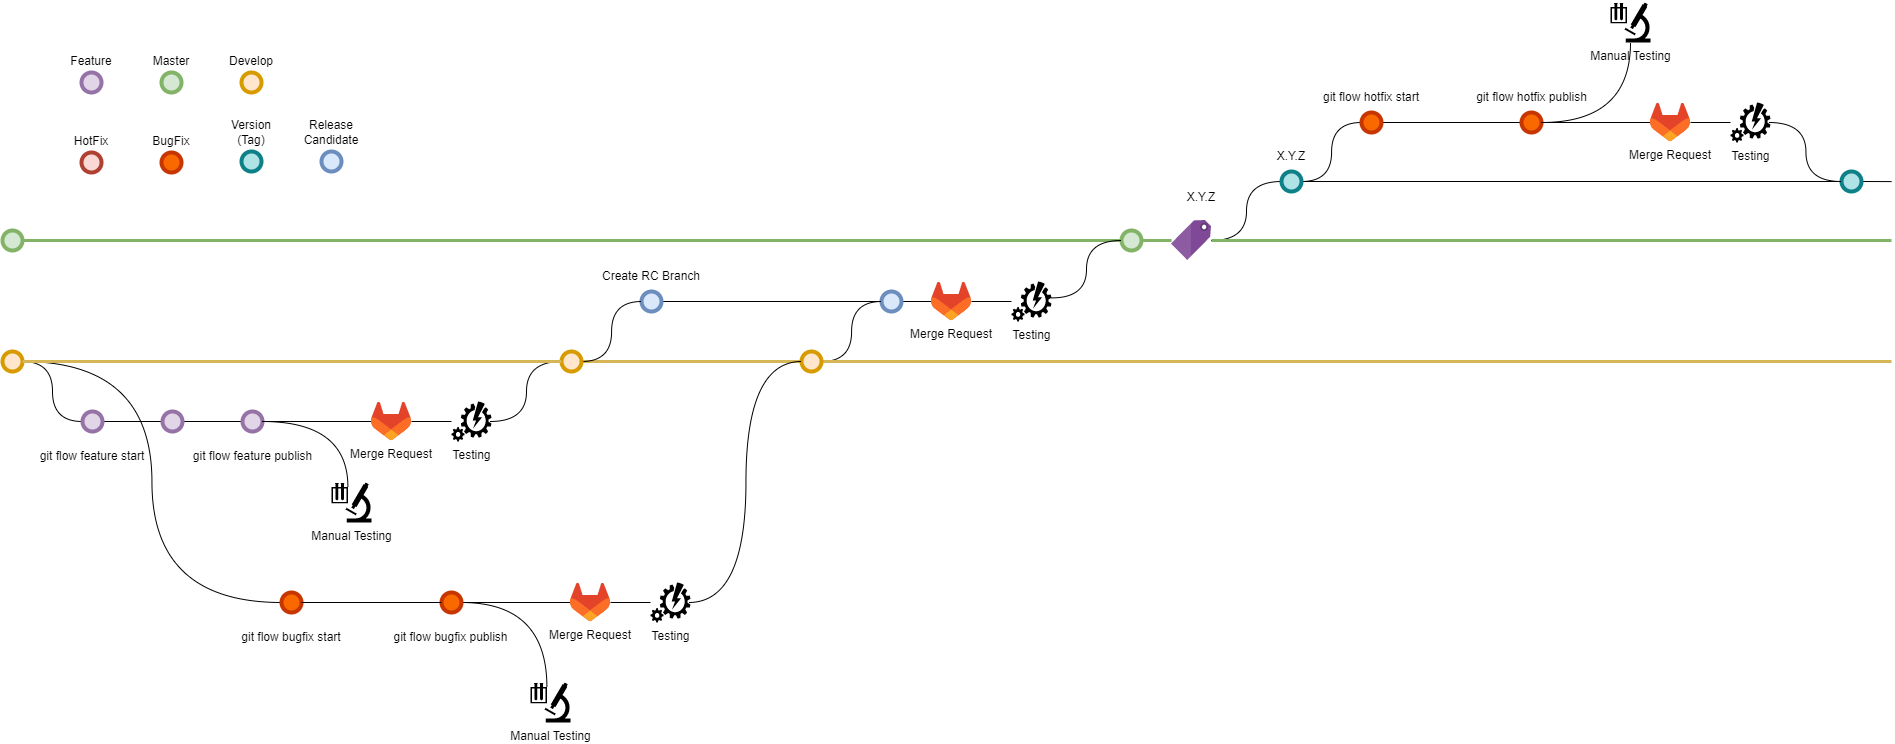 Feature
Master
Develop
HotFix
BugFix
Version
(Tag)
Release
Candidate
Manual Testing
git flow hotfix start
git flow hotfix publish
Merge Request
Testing
X.Y.Z
X.Y.Z
Create RC Branch
Merge Request
Testing
git flow feature start
git flow feature publish
Merge Request
Testing
Manual Testing
git flow bugfix start
git flow bugfix publish
Merge Request
Testing
Manual Testing